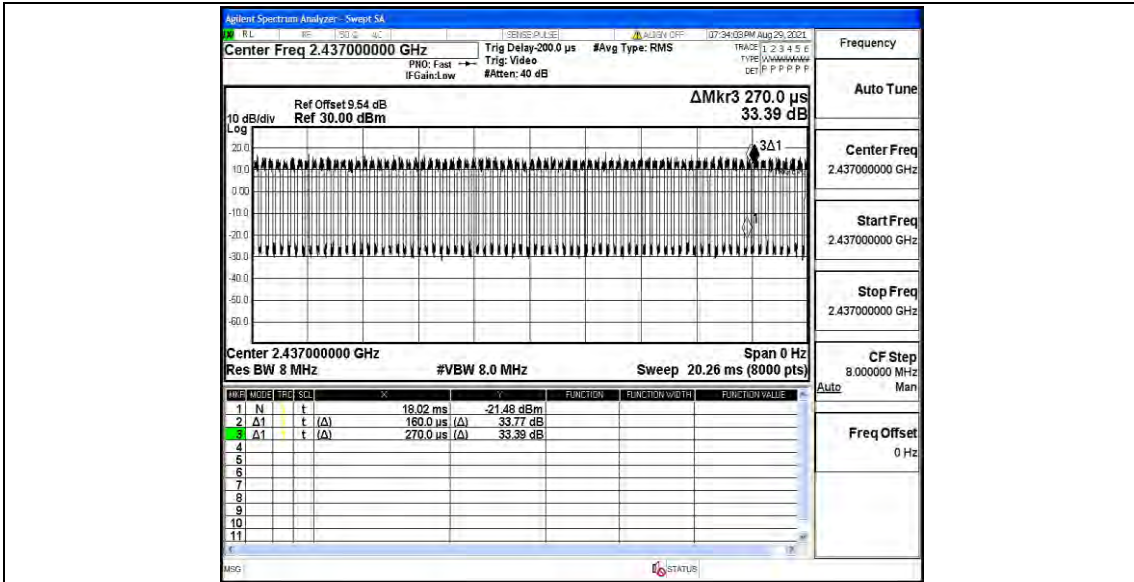 Agilent Spectrum Analyzer - Swept SA
RL RF 50 Ω AC SENSE:PULSE ALIGN OFF 07:34:03 PM Aug 29, 2021
Center Freq 2.437000000 GHz
PNO: Fast
IFGain:Low
Trig Delay-200.0 µs
Trig: Video
#Atten: 40 dB
#Avg Type: RMS
TRACE 1 2 3 4 5 6
TYPE WWWWWW
DET P P P P P P
ΔMkr3 270.0 µs
33.39 dB
Ref Offset 9.54 dB
10 dB/div Ref 30.00 dBm
Log
20.0
10.0
0.00
-10.0
-20.0
-30.0
-40.0
-50.0
-60.0
3Δ1
1
Center 2.437000000 GHz Span 0 Hz
Res BW 8 MHz #VBW 8.0 MHz Sweep 20.26 ms (8000 pts)
MKR MODE TRC SCL X Y FUNCTION FUNCTION WIDTH FUNCTION VALUE
1 N t 18.02 ms -21.48 dBm
2 Δ1 t (Δ) 160.0 µs (Δ) 33.77 dB
3 Δ1 t (Δ) 270.0 µs (Δ) 33.39 dB
4
5
6
7
8
9
10
11
MSG STATUS
Frequency
Auto Tune
Center Freq
2.437000000 GHz
Start Freq
2.437000000 GHz
Stop Freq
2.437000000 GHz
CF Step
8.000000 MHz
Auto Man
Freq Offset
0 Hz